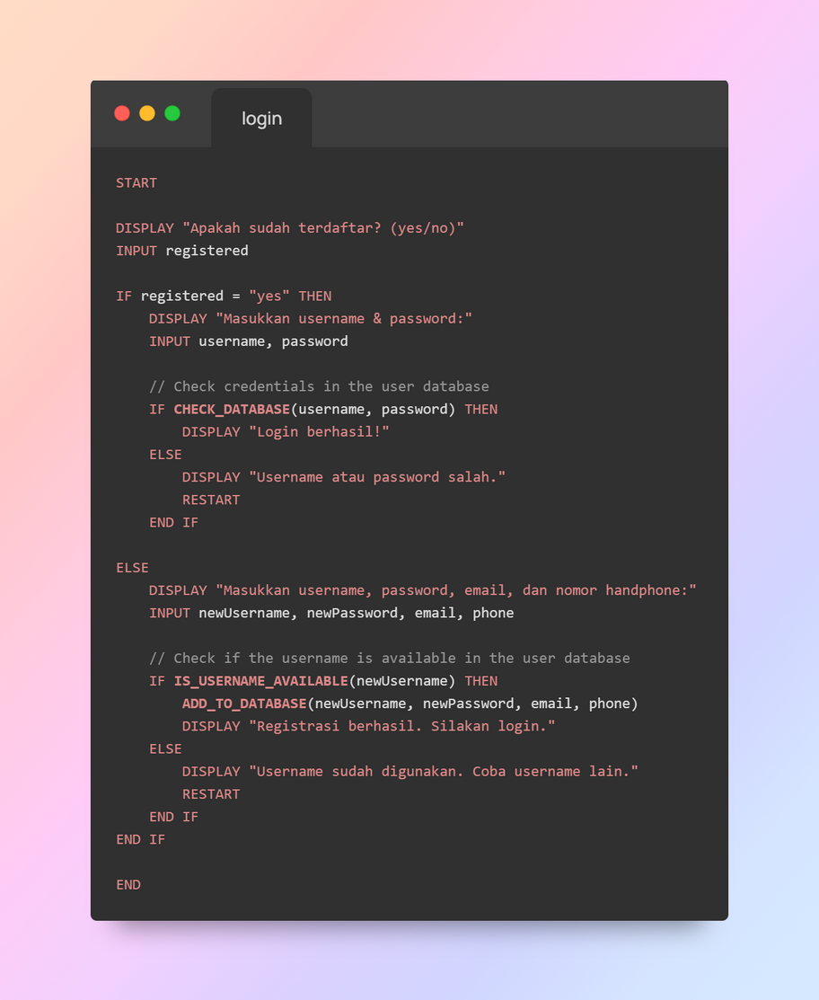 login
START
DISPLAY "Apakah sudah terdaftar? (yes/no)"
INPUT registered
IF registered = "yes" THEN
    DISPLAY "Masukkan username & password:"
    INPUT username, password
    // Check credentials in the user database
    IF CHECK_DATABASE(username, password) THEN
        DISPLAY "Login berhasil!"
    ELSE
        DISPLAY "Username atau password salah."
        RESTART
    END IF
ELSE
    DISPLAY "Masukkan username, password, email, dan nomor handphone:"
    INPUT newUsername, newPassword, email, phone
    // Check if the username is available in the user database
    IF IS_USERNAME_AVAILABLE(newUsername) THEN
        ADD_TO_DATABASE(newUsername, newPassword, email, phone)
        DISPLAY "Registrasi berhasil. Silakan login."
    ELSE
        DISPLAY "Username sudah digunakan. Coba username lain."
        RESTART
    END IF
END IF
END